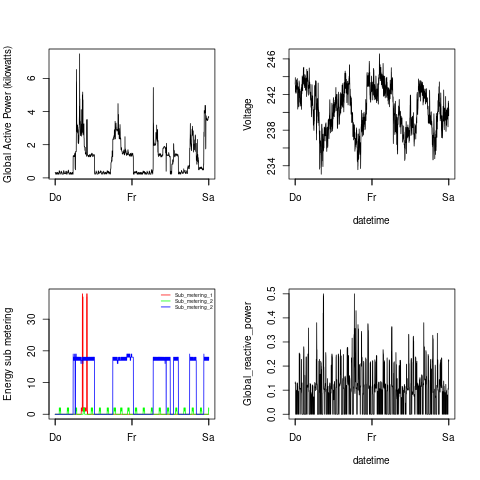 Global Active Power (kilowatts)
0 2 4 6
Do Fr Sa
Voltage
234 238 242 246
Do Fr Sa
datetime
Energy sub metering
0 10 20 30
Sub_metering_1
Sub_metering_2
Sub_metering_2
Do Fr Sa
Global_reactive_power
0.0 0.1 0.2 0.3 0.4 0.5
Do Fr Sa
datetime